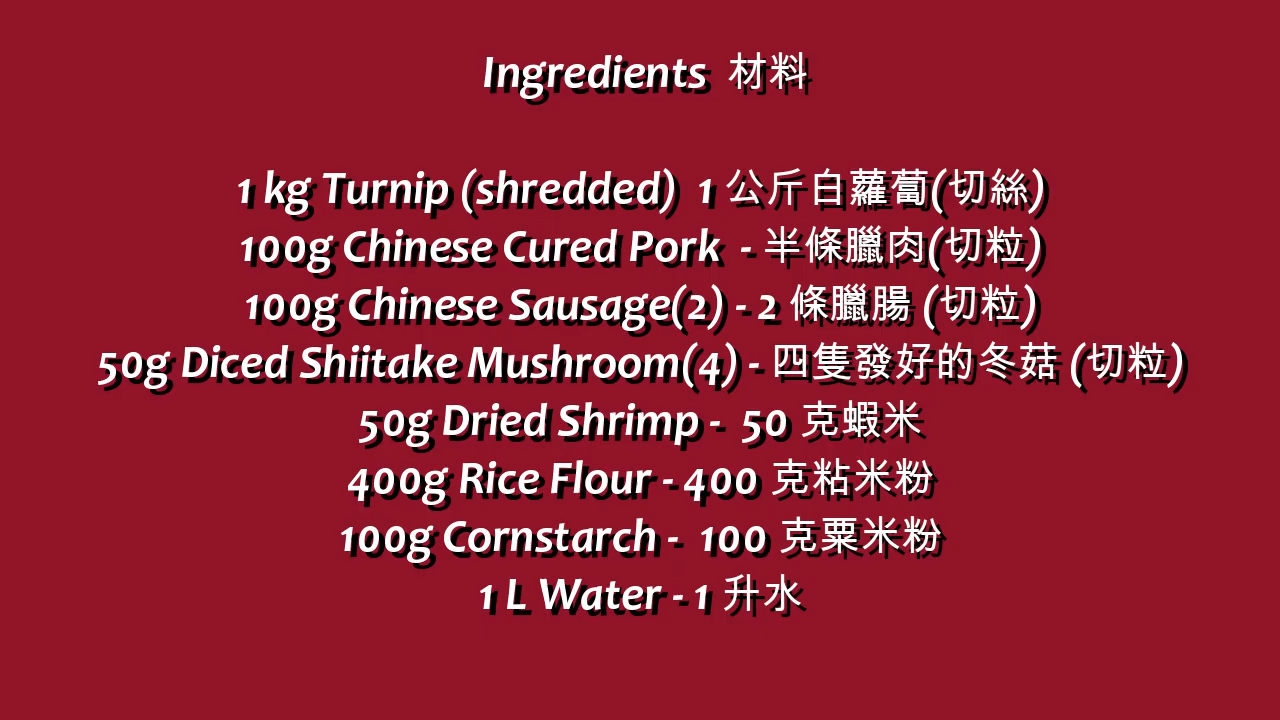 Ingredients 材料
1 kg Turnip (shredded) 1 公斤白蘿蔔(切絲)
100g Chinese Cured Pork - 半條臘肉(切粒)
100g Chinese Sausage(2) - 2 條臘腸 (切粒)
50g Diced Shiitake Mushroom(4) - 四隻發好的冬菇 (切粒)
50g Dried Shrimp - 50 克蝦米
400g Rice Flour - 400 克粘米粉
100g Cornstarch - 100 克粟米粉
1 L Water - 1 升水